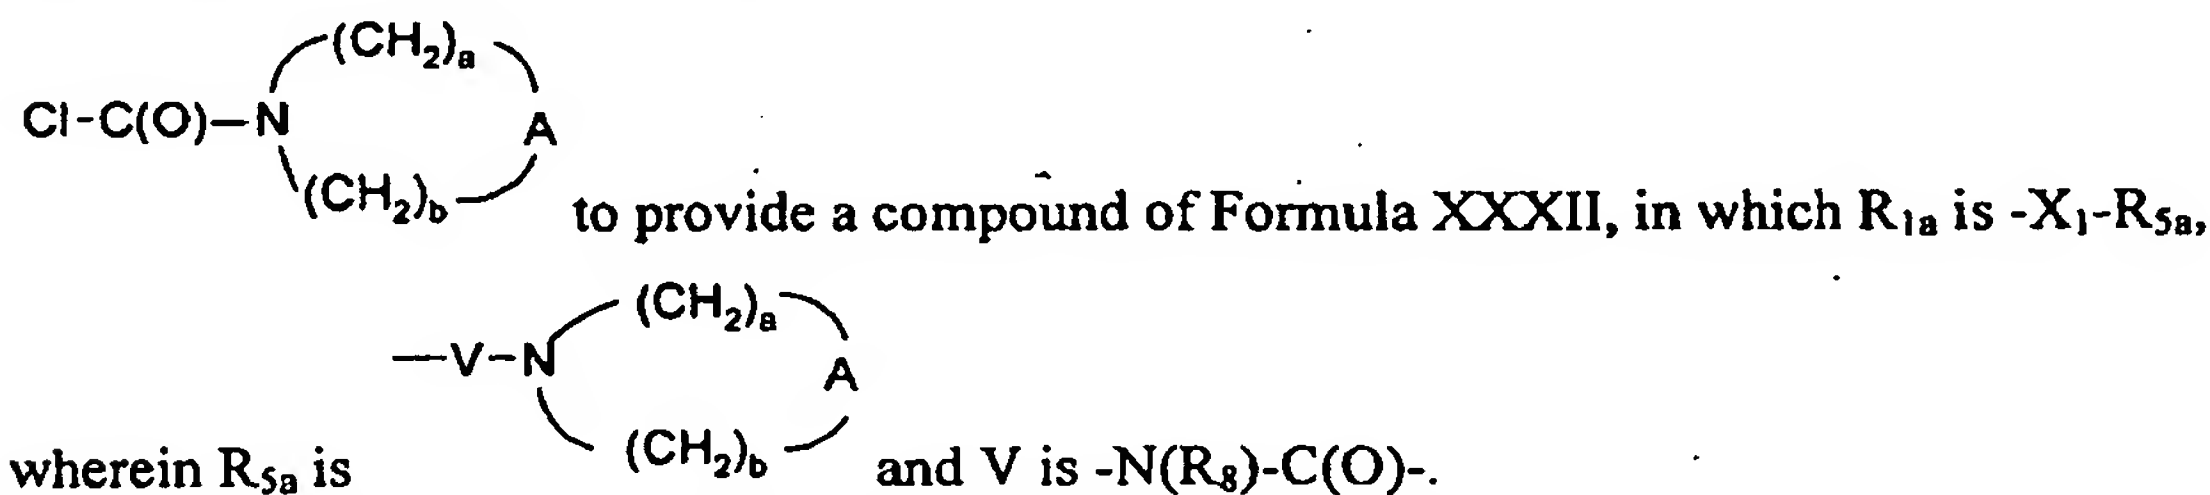 (CH₂)ₐ
Cl-C(O)—N A
(CH₂)b
to provide a compound of Formula XXXII, in which R₁ₐ is -X₁-R₅ₐ,
(CH₂)ₐ
—V-N A
(CH₂)b
wherein R₅ₐ is and V is -N(R₈)-C(O)-.